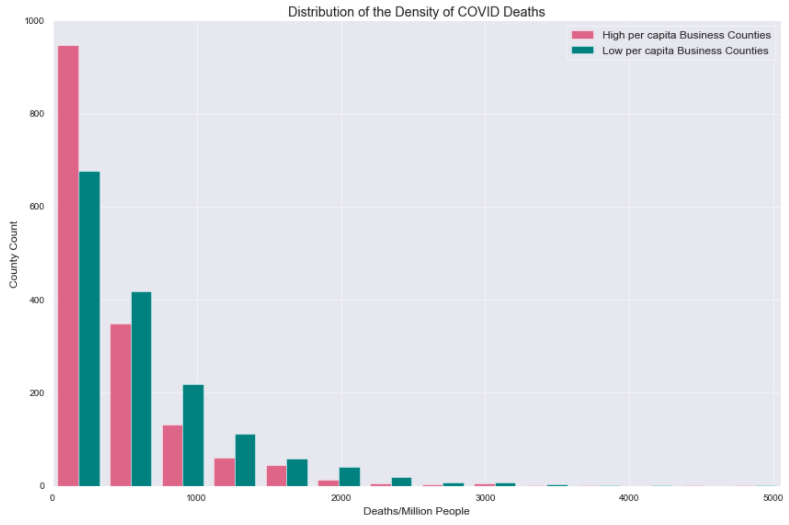 Distribution of the Density of COVID Deaths
High per capita Business Counties
Low per capita Business Counties
1000
800
600
400
200
0
County Count
0 1000 2000 3000 4000 5000
Deaths/Million People